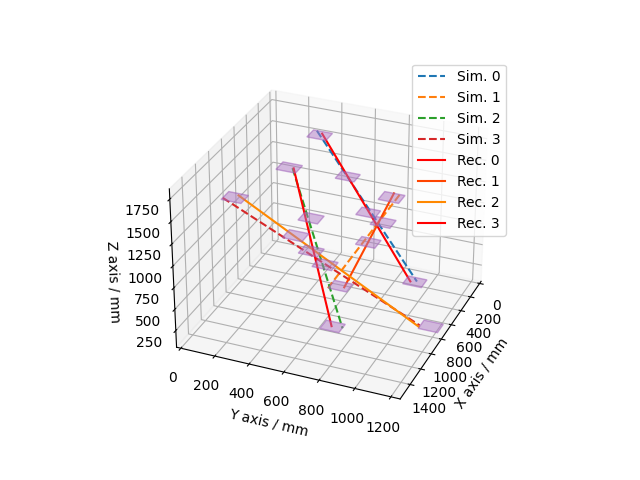 Sim. 0
Sim. 1
Sim. 2
Sim. 3
Rec. 0
Rec. 1
Rec. 2
Rec. 3
1750
1500
1250
1000
750
500
250
Z axis / mm
0
200
400
600
800
1000
1200
Y axis / mm
0
200
400
600
800
1000
1200
1400
X axis / mm